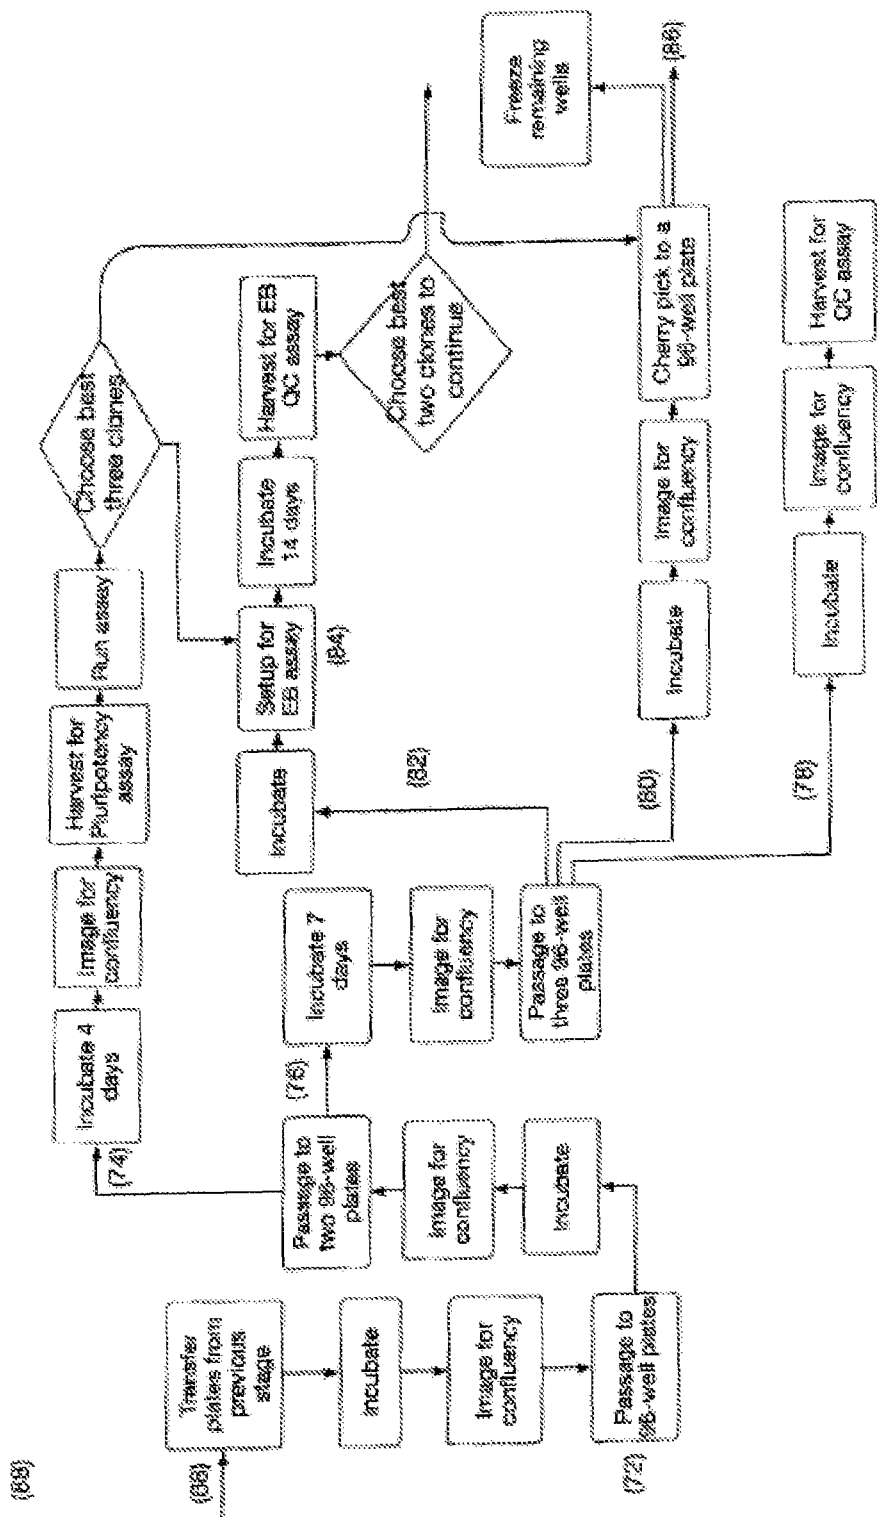 (68)
(66)
Transfer
plates from
previous
stage
Incubate
Image for
confluency
Passage to
96-well plates
(72)
Incubate
Image for
confluency
Passage to
two 96-well
plates
(74)
Incubate 4
days
Image for
confluency
Harvest for
Pluripotency
assay
Run assay
Choose best
three clones
(76)
Incubate 7
days
Image for
confluency
Passage to
three 96-well
plates
(82)
Incubate
Setup for
EB assay
(84)
Incubate
14 days
Harvest for EB
QC assay
Choose best
two clones to
continue
(80)
Incubate
Image for
confluency
Cherry pick to a
96-well plate
Freeze
remaining
wells
(86)
(78)
Incubate
Image for
confluency
Harvest for
QC assay